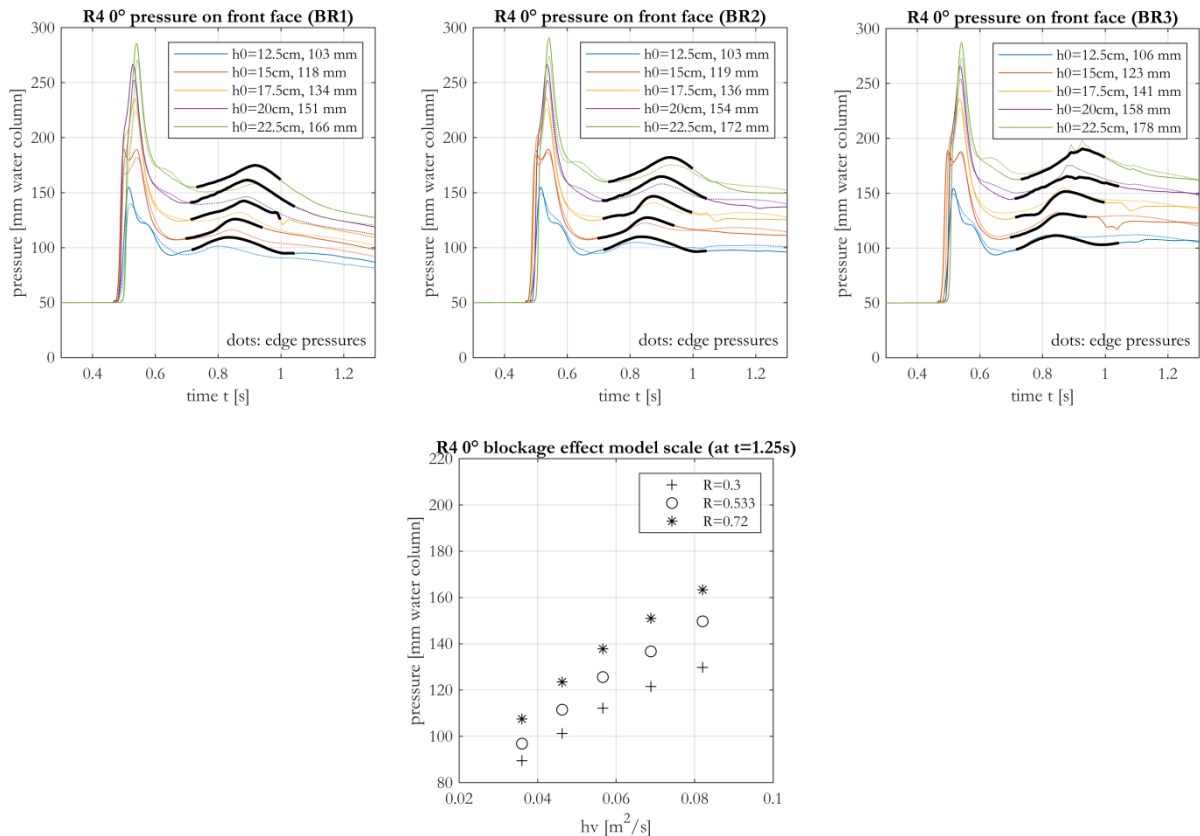 R4 0° pressure on front face (BR1)
300
250
200
150
100
50
0
pressure [mm water column]
h0=12.5cm, 103 mm
h0=15cm, 118 mm
h0=17.5cm, 134 mm
h0=20cm, 151 mm
h0=22.5cm, 166 mm
dots: edge pressures
0.4 0.6 0.8 1 1.2
time t [s]
R4 0° pressure on front face (BR2)
300
250
200
150
100
50
0
pressure [mm water column]
h0=12.5cm, 103 mm
h0=15cm, 119 mm
h0=17.5cm, 136 mm
h0=20cm, 154 mm
h0=22.5cm, 172 mm
dots: edge pressures
0.4 0.6 0.8 1 1.2
time t [s]
R4 0° pressure on front face (BR3)
300
250
200
150
100
50
0
pressure [mm water column]
h0=12.5cm, 106 mm
h0=15cm, 123 mm
h0=17.5cm, 141 mm
h0=20cm, 158 mm
h0=22.5cm, 178 mm
dots: edge pressures
0.4 0.6 0.8 1 1.2
time t [s]
R4 0° blockage effect model scale (at t=1.25s)
220
200
180
160
140
120
100
80
pressure [mm water column]
R=0.3
R=0.533
R=0.72
0.02 0.04 0.06 0.08 0.1
hv [m²/s]